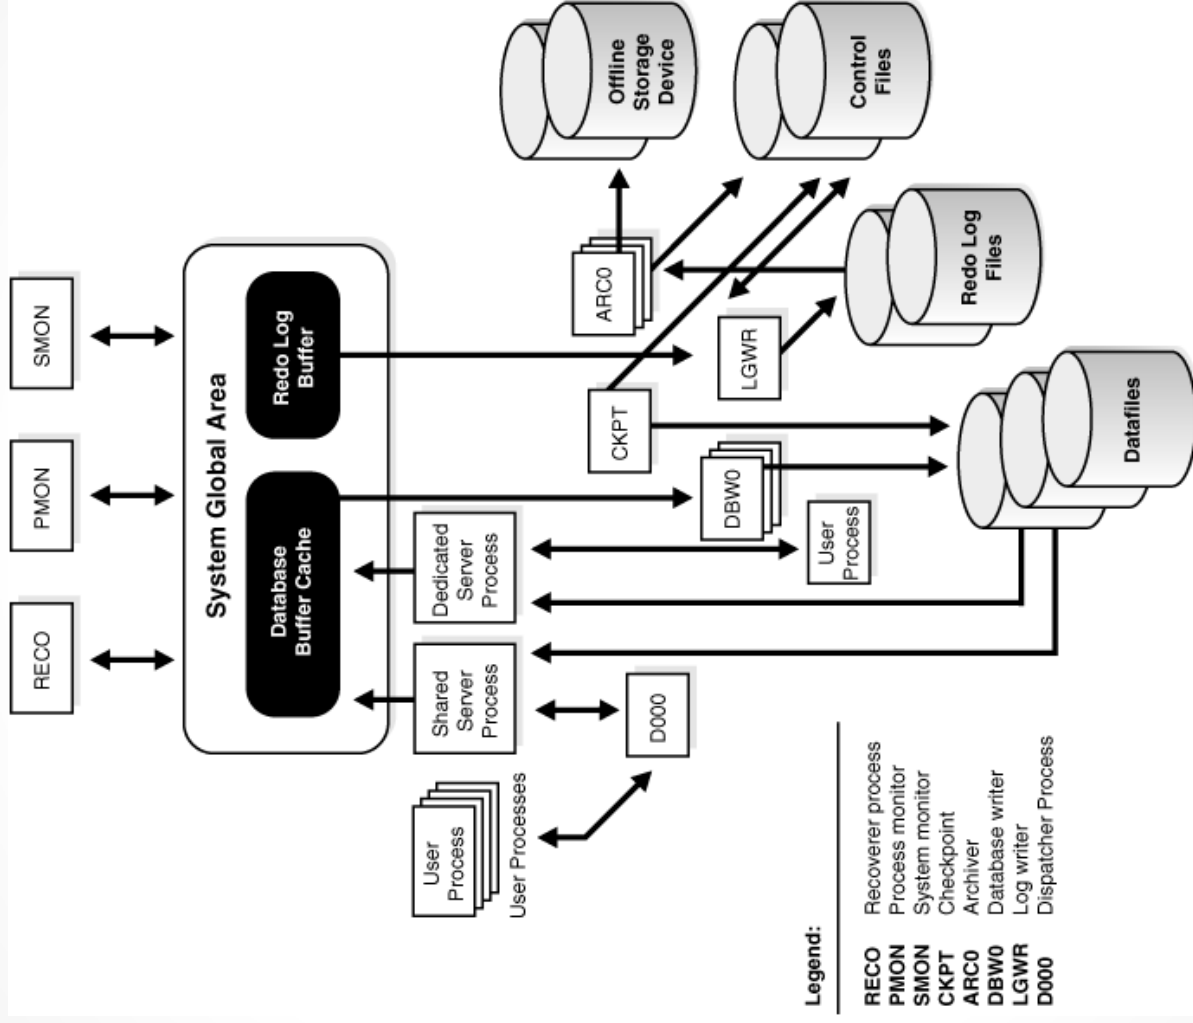 RECO
PMON
SMON
System Global Area
Database
Buffer Cache
Redo Log
Buffer
Shared
Server
Process
Dedicated
Server
Process
User
Process
User Processes
D000
User
Process
DBW0
CKPT
LGWR
ARC0
Offline
Storage
Device
Control
Files
Redo Log
Files
Datafiles
Legend:
RECO Recoverer process
PMON Process monitor
SMON System monitor
CKPT Checkpoint
ARC0 Archiver
DBW0 Database writer
LGWR Log writer
D000 Dispatcher Process